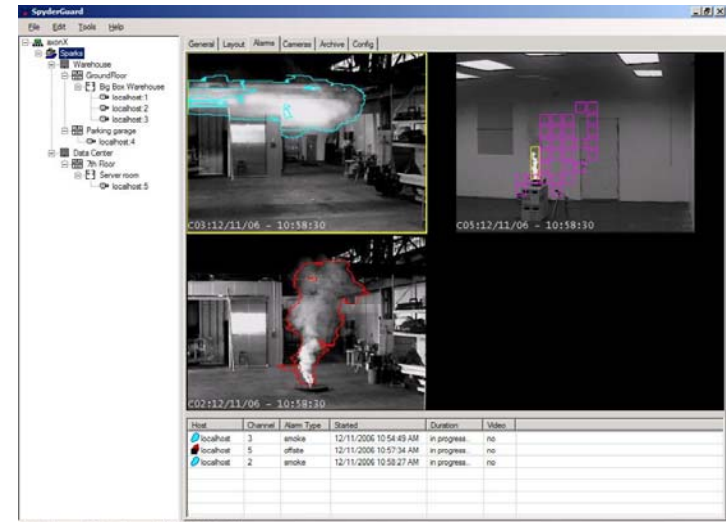 SpyderGuard
File Edit Tools Help
axonX
Sparks
Warehouse
GroundFloor
Big Box Warehouse
localhost:1
localhost:2
localhost:3
Parking garage
localhost:4
Data Center
7th Floor
Server room
localhost:5
General Layout Alarms Cameras Archive Config
C03:12/11/06 - 10:58:30
C05:12/11/06 - 10:58:30
C02:12/11/06 - 10:58:30
Host Channel Alarm Type Started Duration Video
localhost 3 smoke 12/11/2006 10:54:49 AM in progress.. no
localhost 5 offsite 12/11/2006 10:57:34 AM in progress.. no
localhost 2 smoke 12/11/2006 10:58:27 AM in progress.. no